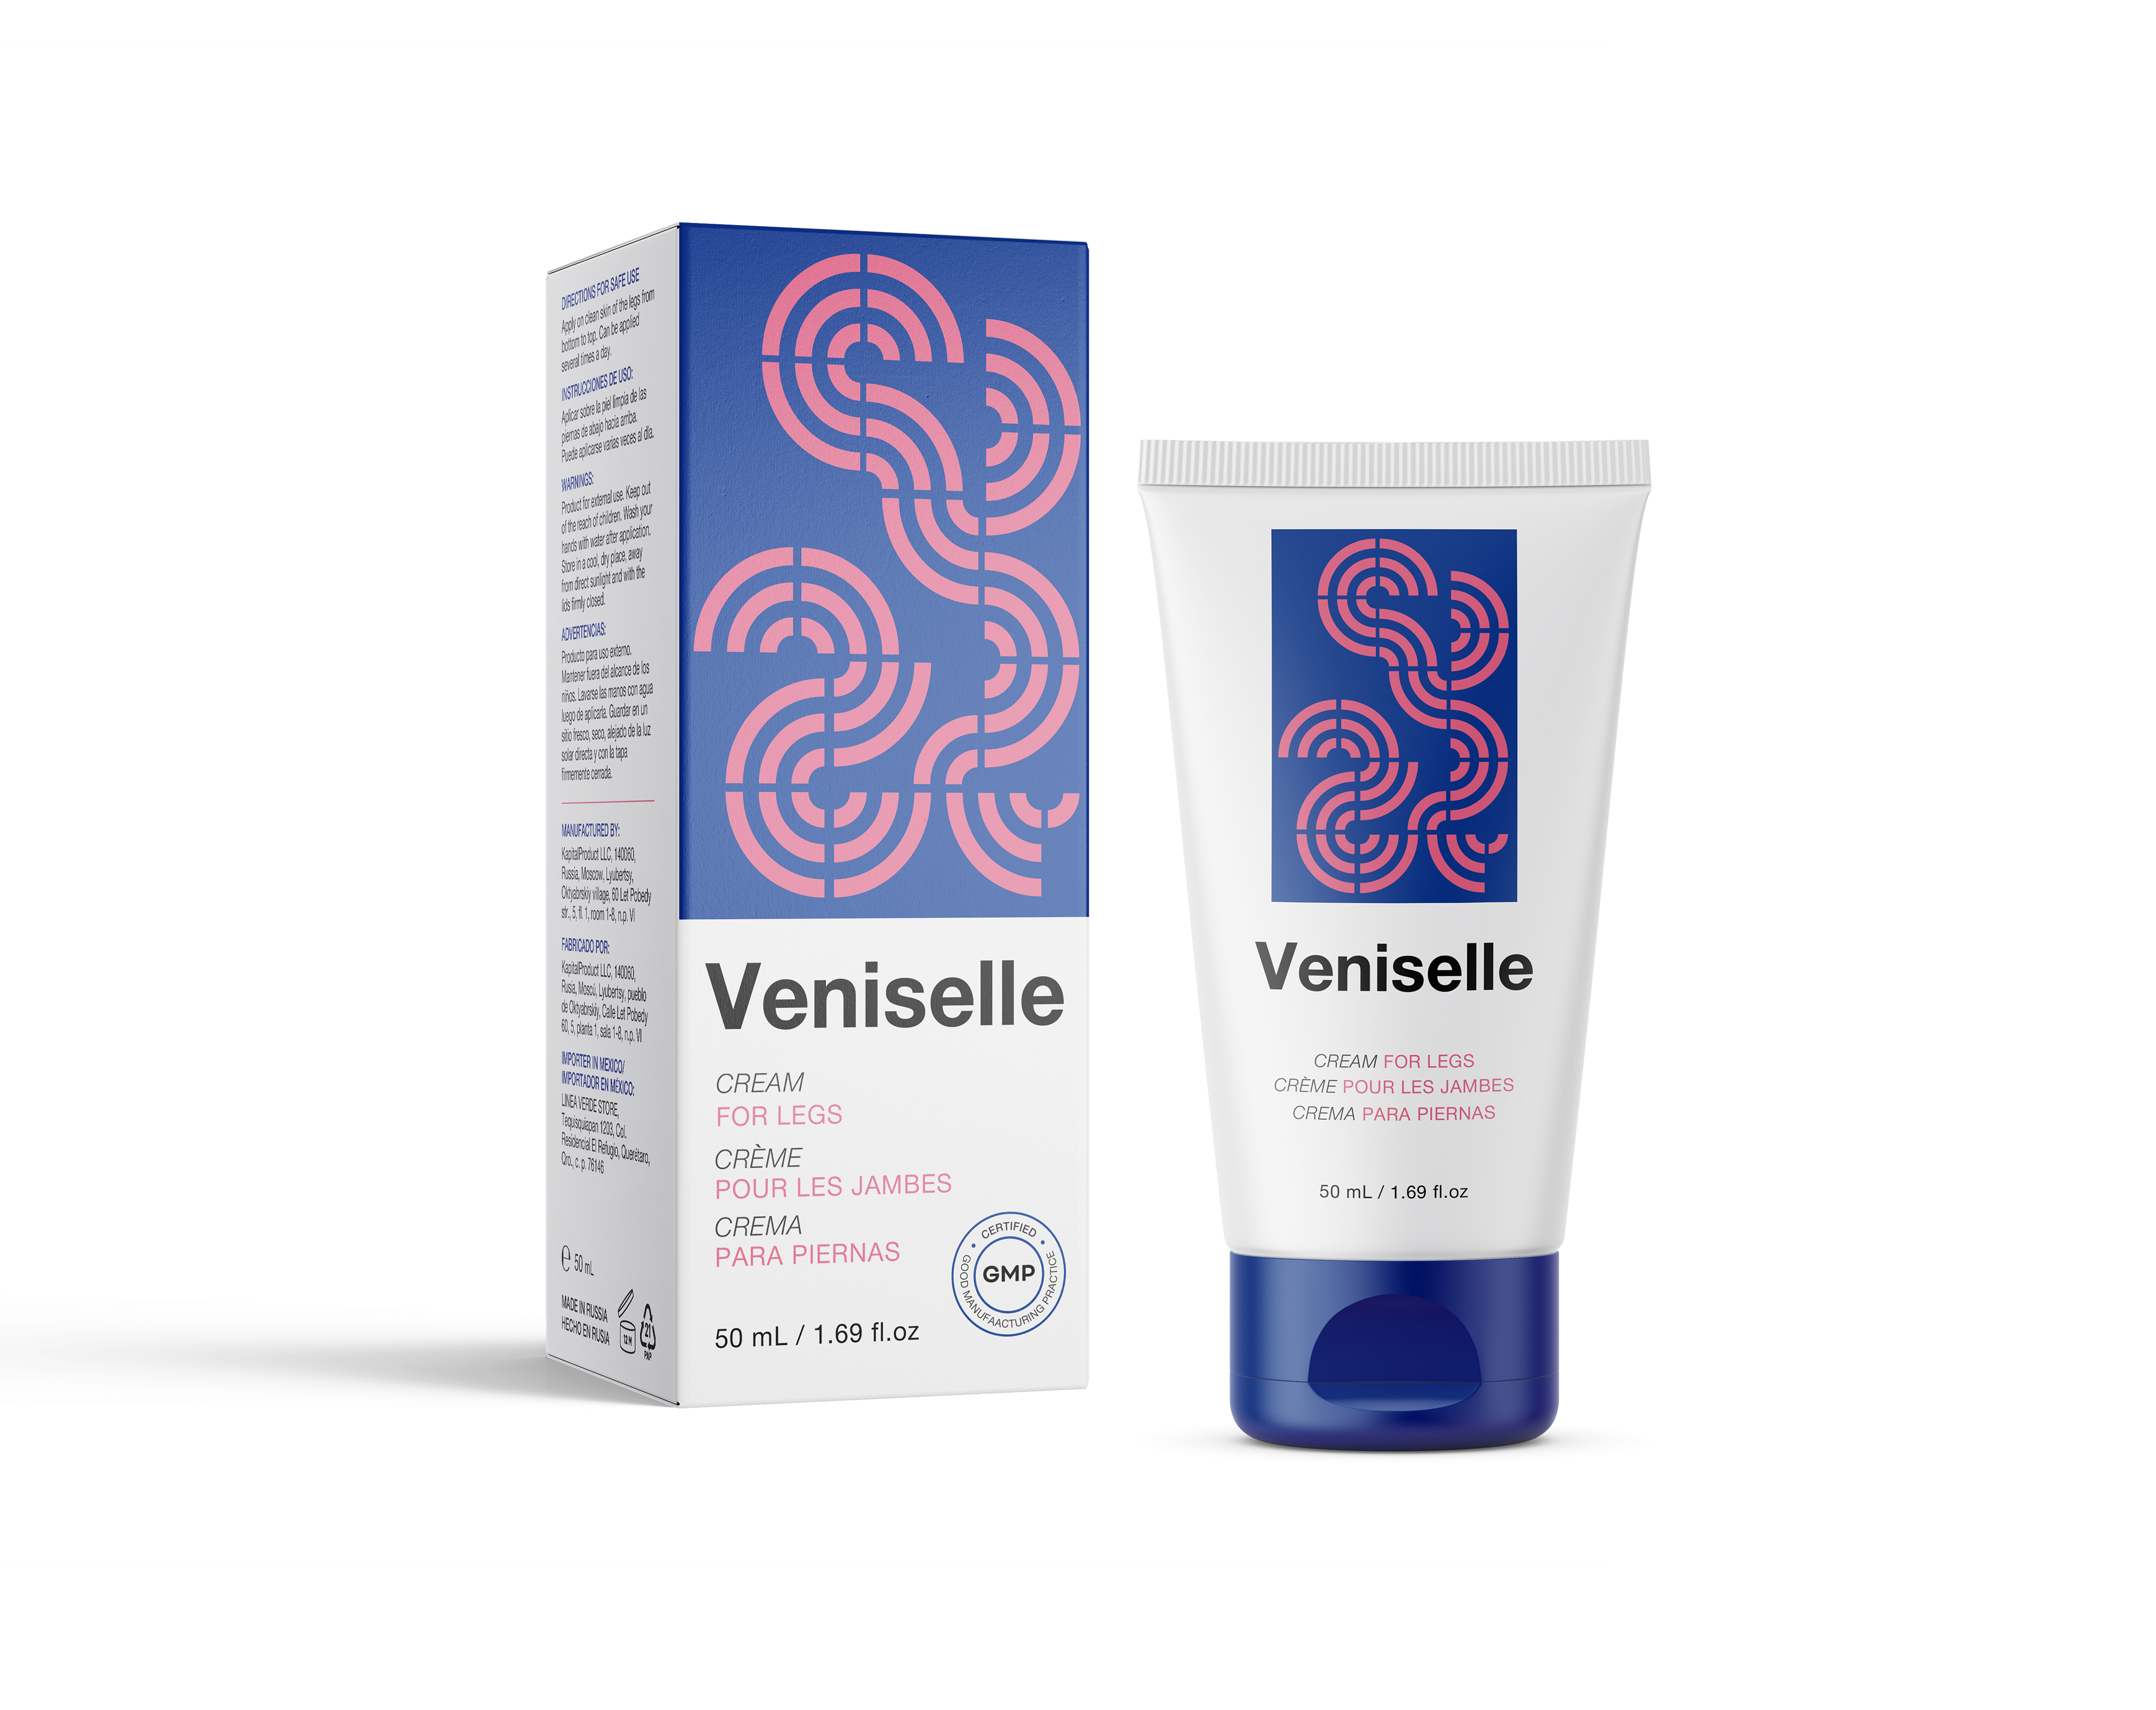 DIRECTIONS FOR SAFE USE
Apply on clean skin of the legs from
bottom to top. Can be applied
several times a day.
INSTRUCCIONES DE USO:
Aplicar sobre la piel limpia de las
piernas de abajo hacia arriba.
Puede aplicarse varias veces al día.
WARNINGS:
Product for external use. Keep out
of the reach of children. Wash your
hands with water after application.
Store in a cool, dry place, away
from direct sunlight and with the
lids firmly closed.
ADVERTENCIAS:
Producto para uso externo.
Mantener fuera del alcance de los
niños. Lavarse las manos con agua
luego de aplicarla. Guardar en un
sitio fresco, seco, alejado de la luz
solar directa y con la tapa
firmemente cerrada.
MANUFACTURED BY:
KapitalProduct LLC, 140060,
Russia, Moscow, Lyubertsy,
Oktyabrskiy village, 60 Let Pobedy
str., 5, fl. 1, room 1-8, n.p. VI
FABRICADO POR:
KapitalProduct LLC, 140060,
Rusia, Moscú, Lyubertsy, pueblo
de Oktyabrskiy, Calle Let Pobedy
60, 5, planta 1, sala 1-8, n.p. VI
IMPORTER IN MEXICO/
IMPORTADOR EN MÉXICO:
LINEA VERDE STORE,
Tequisquiapan 1203, Col.
Residencial El Refugio, Querétaro,
Qro., c. p. 76146
e 50 mL
MADE IN RUSSIA
HECHO EN RUSIA
12 M
21
PAP
Veniselle
CREAM
FOR LEGS
CRÈME
POUR LES JAMBES
CREMA
PARA PIERNAS
50 mL / 1.69 fl.oz
CERTIFIED
GMP
GOOD MANUFAACTURING PRACTICE
Veniselle
CREAM FOR LEGS
CRÈME POUR LES JAMBES
CREMA PARA PIERNAS
50 mL / 1.69 fl.oz